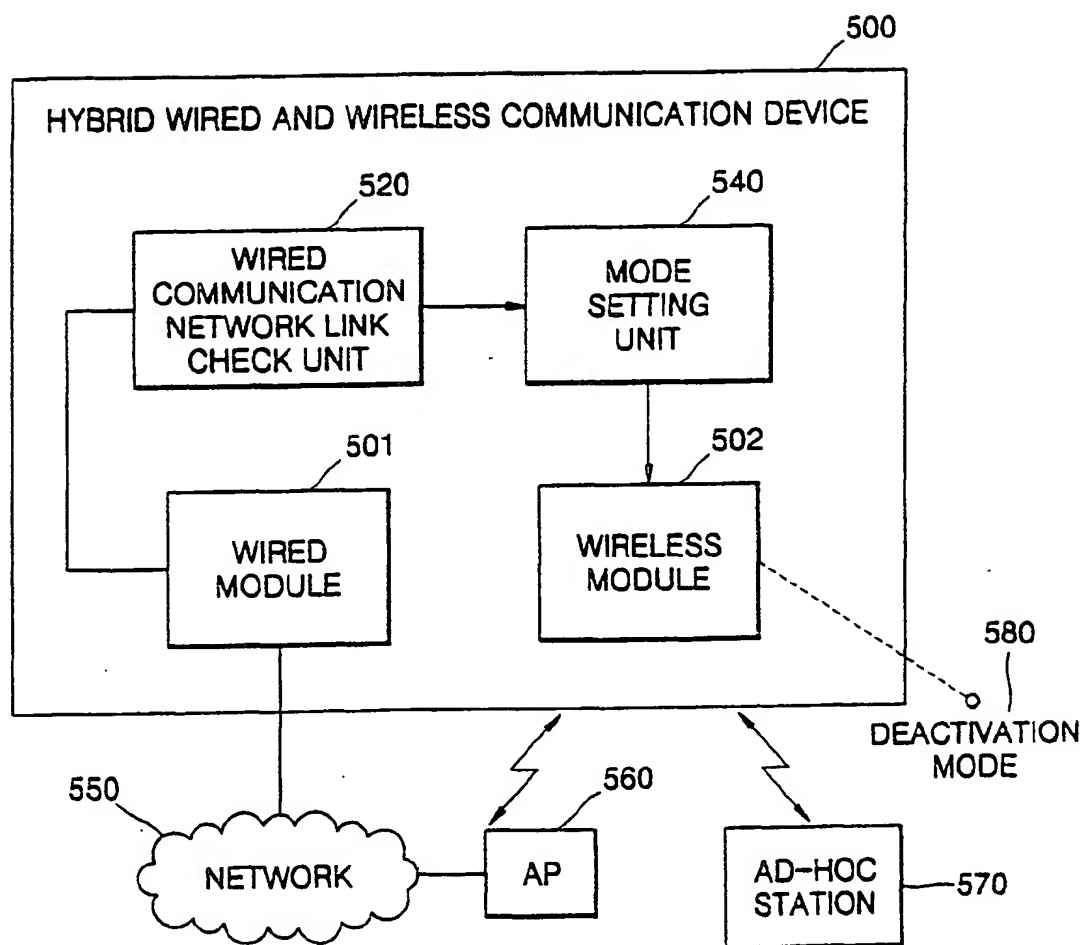 500
HYBRID WIRED AND WIRELESS COMMUNICATION DEVICE
520
540
WIRED
COMMUNICATION
NETWORK LINK
CHECK UNIT
MODE
SETTING
UNIT
501
502
WIRED
MODULE
WIRELESS
MODULE
580
DEACTIVATION
MODE
550
560
NETWORK
AP
AD-HOC
STATION
570